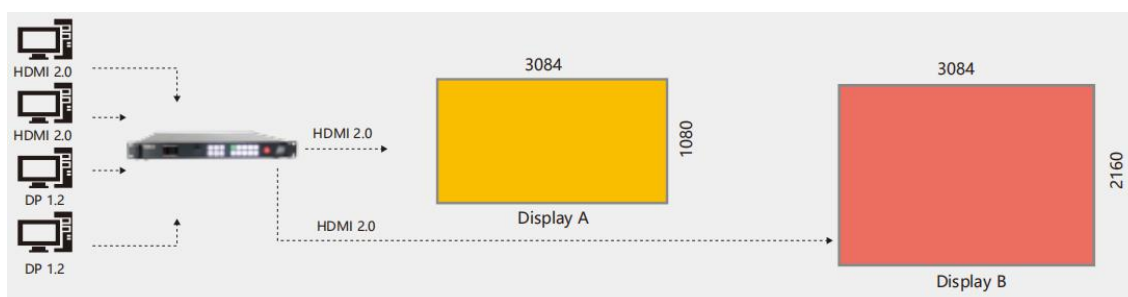 HDMI 2.0
HDMI 2.0
DP 1.2
DP 1.2
HDMI 2.0
HDMI 2.0
3084
1080
Display A
3084
2160
Display B